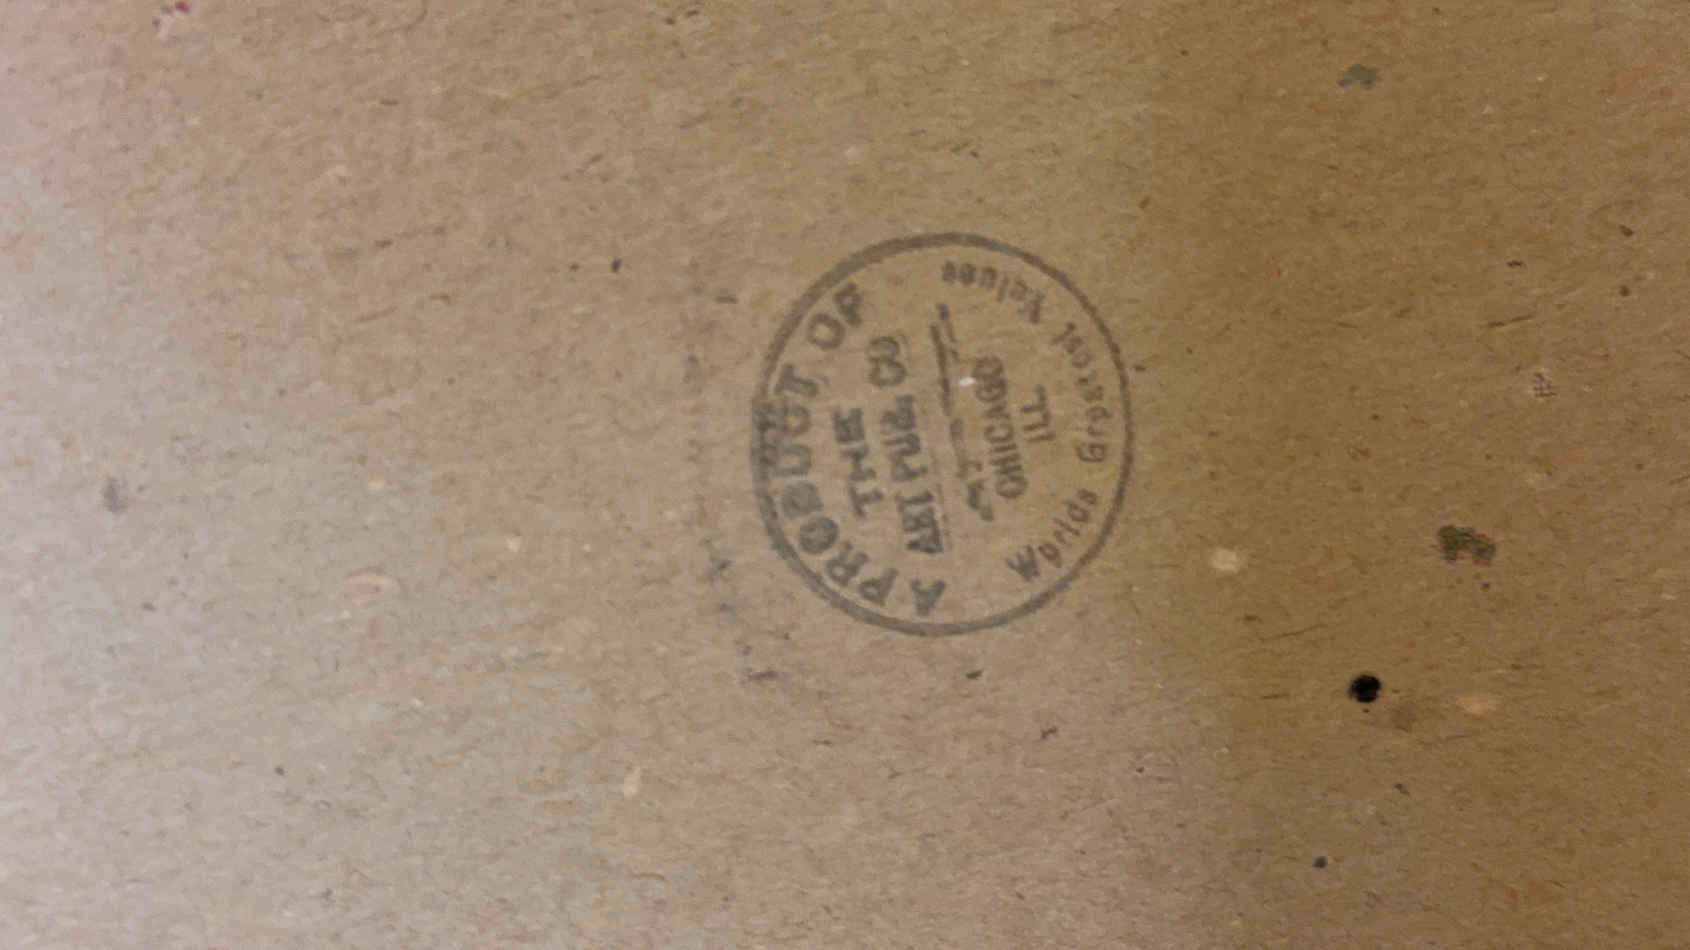 A PRODUCT OF
THE
ART PUB. CO
CHICAGO
ILL
Worlds Greatest Values